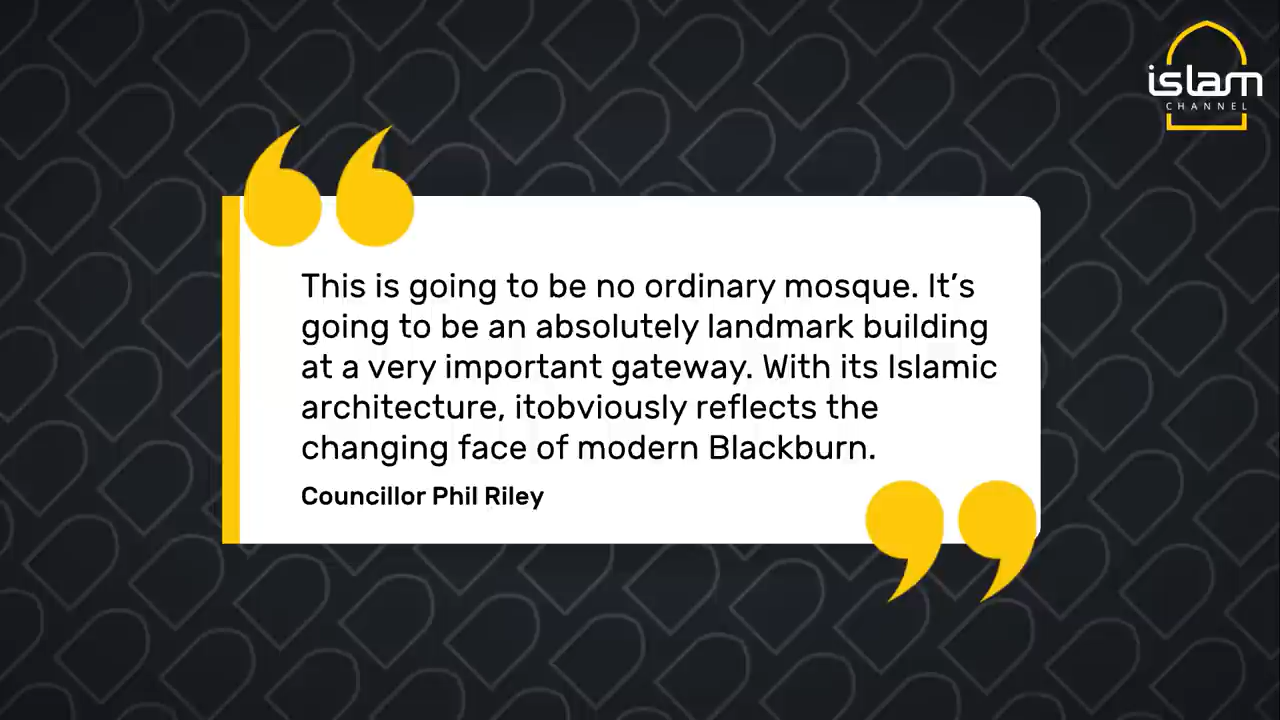 islam
CHANNEL
This is going to be no ordinary mosque. It’s
going to be an absolutely landmark building
at a very important gateway. With its Islamic
architecture, itobviously reflects the
changing face of modern Blackburn.
Councillor Phil Riley